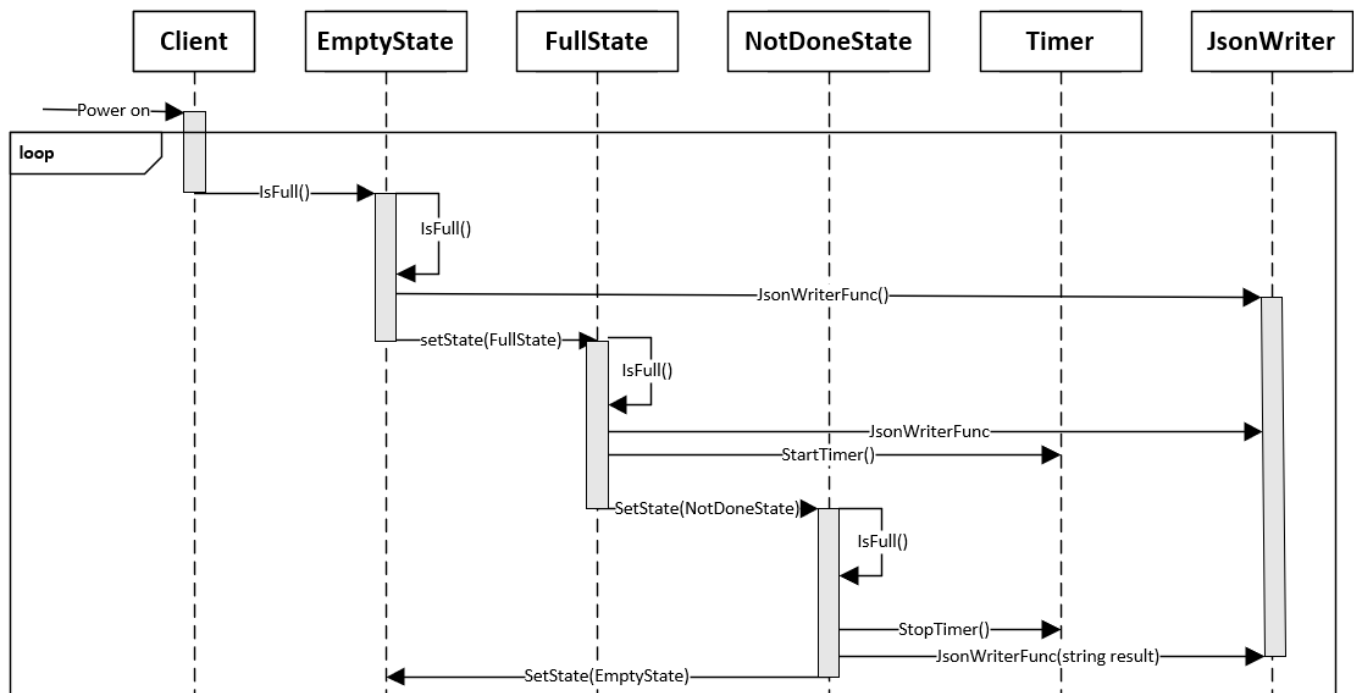 Client
EmptyState
FullState
NotDoneState
Timer
JsonWriter
Power on
loop
IsFull()
IsFull()
JsonWriterFunc()
setState(FullState)
IsFull()
JsonWriterFunc
StartTimer()
SetState(NotDoneState)
IsFull()
StopTimer()
JsonWriterFunc(string result)
SetState(EmptyState)